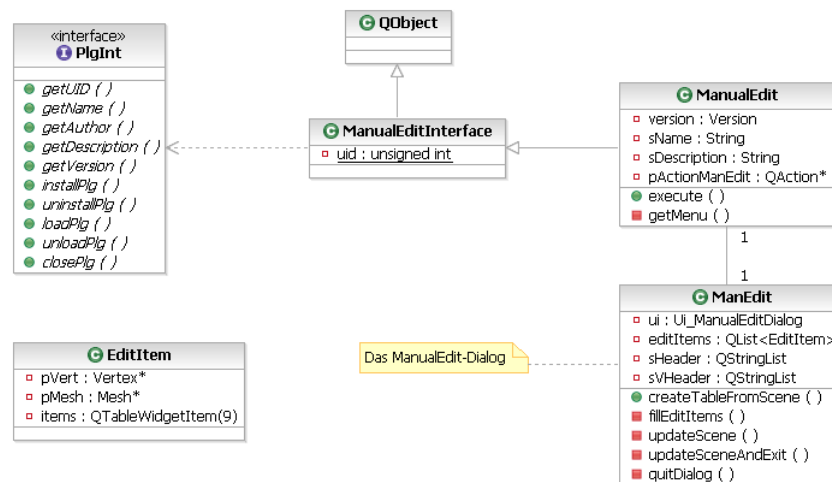 «interface»
PlgInt
getUID ( )
getName ( )
getAuthor ( )
getDescription ( )
getVersion ( )
installPlg ( )
uninstallPlg ( )
loadPlg ( )
unloadPlg ( )
closePlg ( )
QObject
ManualEditInterface
uid : unsigned int
ManualEdit
version : Version
sName : String
sDescription : String
pActionManEdit : QAction*
execute ( )
getMenu ( )
1
1
ManEdit
ui : Ui_ManualEditDialog
editItems : QList<EditItem>
sHeader : QStringList
sVHeader : QStringList
createTableFromScene ( )
fillEditItems ( )
updateScene ( )
updateSceneAndExit ( )
quitDialog ( )
Das ManualEdit-Dialog
EditItem
pVert : Vertex*
pMesh : Mesh*
items : QTableWidgetItem(9)